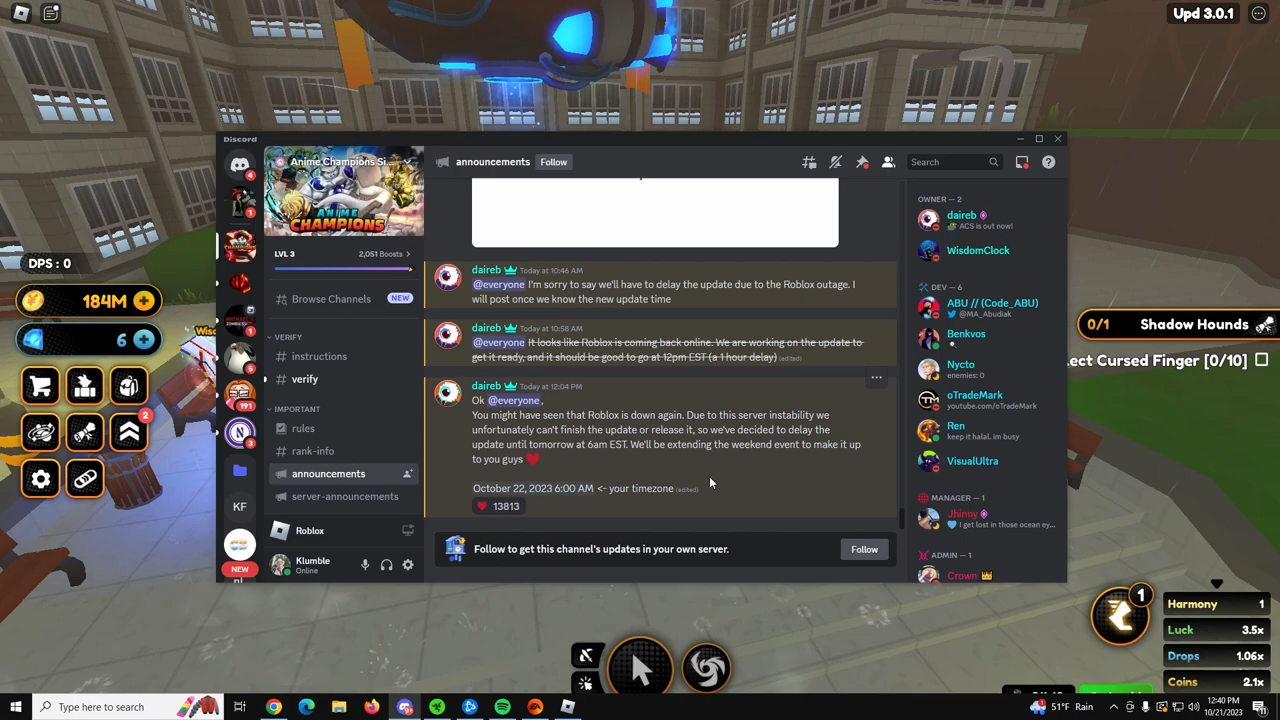 Upd 3.0.1
DPS : 0
184M
6
2
0/1 Shadow Hounds
lect Cursed Finger [0/10]
Discord
Anime Champions Si...
ANIME
CHAMPIONS
LVL 3
2,051 Boosts
Browse Channels
NEW
VERIFY
instructions
verify
IMPORTANT
rules
rank-info
announcements
server-announcements
Roblox
Klumble
Online
4
1
1
5
191
3
KF
NEW
announcements
Follow
Search
daireb Today at 10:46 AM
@everyone I'm sorry to say we'll have to delay the update due to the Roblox outage. I
will post once we know the new update time
daireb Today at 10:58 AM
@everyone It looks like Roblox is coming back online. We are working on the update to
get it ready, and it should be good to go at 12pm EST (a 1 hour delay) (edited)
daireb Today at 12:04 PM
Ok @everyone,
You might have seen that Roblox is down again. Due to this server instability we
unfortunately can't finish the update or release it, so we've decided to delay the
update until tomorrow at 6am EST. We'll be extending the weekend event to make it up
to you guys ❤️
October 22, 2023 6:00 AM <- your timezone (edited)
❤️ 13813
Follow to get this channel's updates in your own server.
Follow
OWNER — 2
daireb
ACS is out now!
WisdomClock
DEV — 6
ABU // (Code_ABU)
@MA_Abudiak
Benkvos
Nycto
enemies: 0
oTradeMark
youtube.com/oTradeMark
Ren
keep it halal. im busy
VisualUltra
MANAGER — 1
Jhinny
💙 I get lost in those ocean ey...
ADMIN — 1
Crown 👑
1
Harmony 1
Luck 3.5x
Drops 1.06x
Coins 2.1x
Type here to search
51°F Rain
12:40 PM
10/21/2023